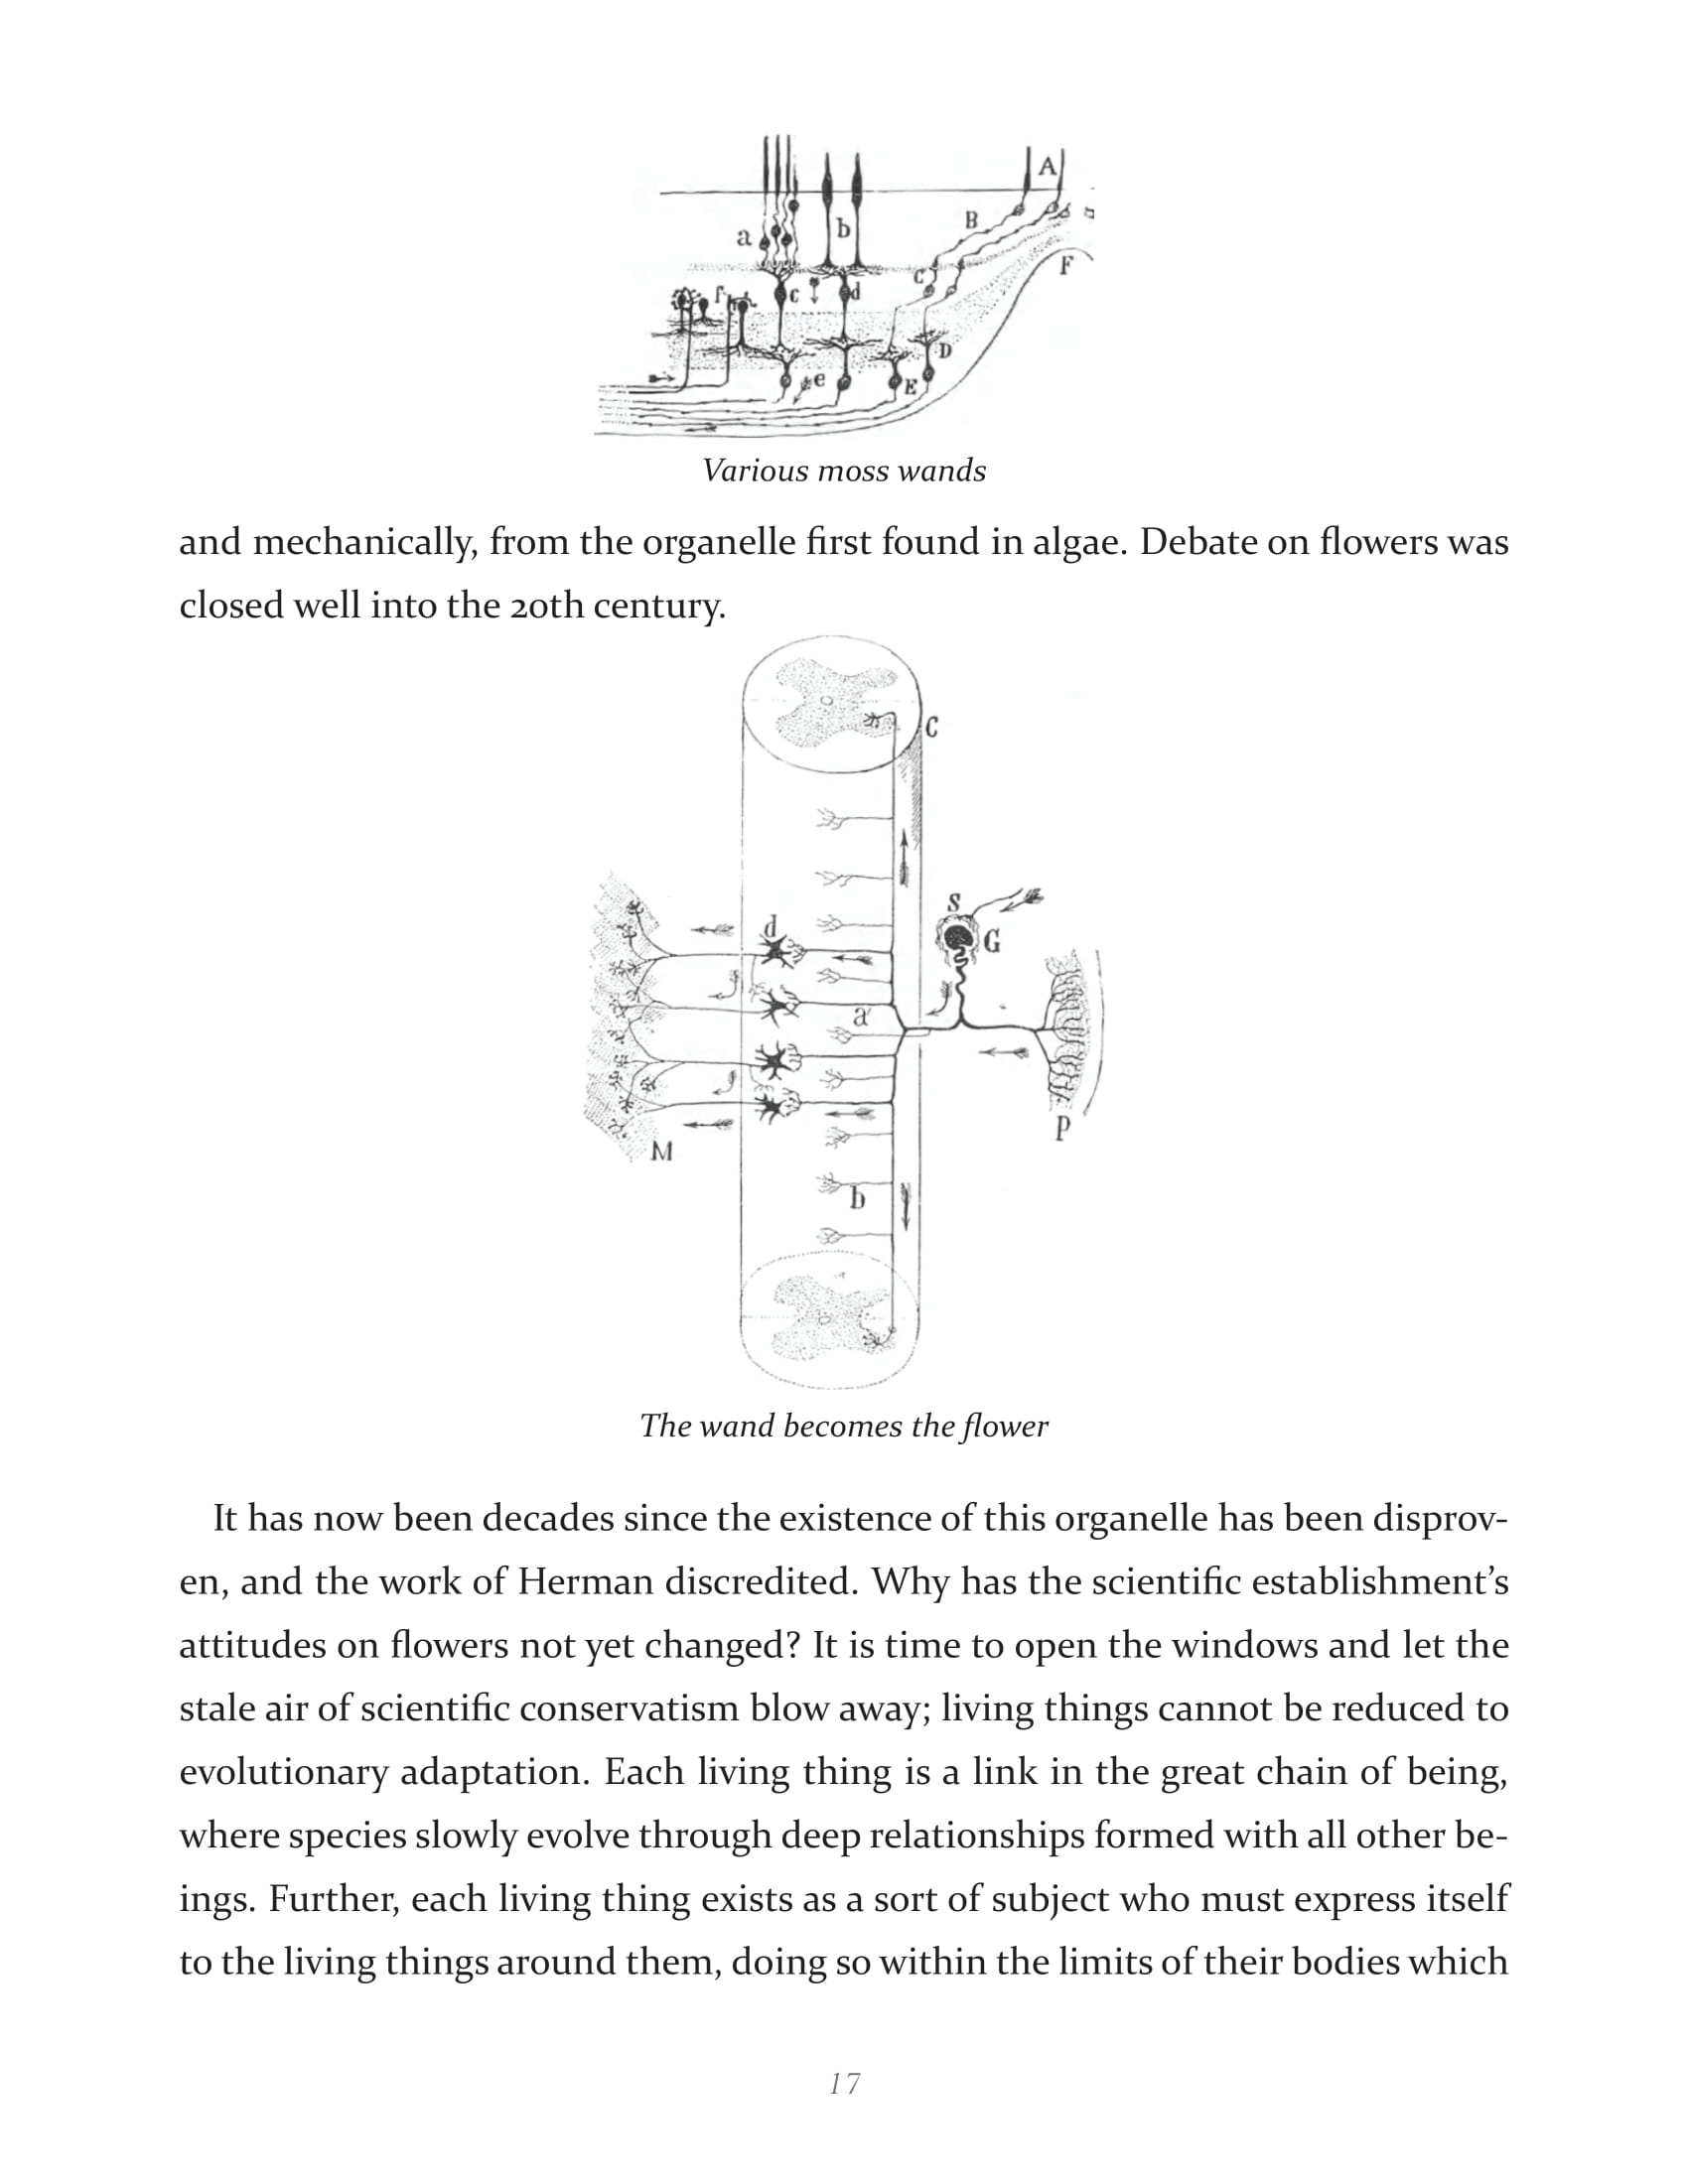 A
B
a
b
F
C
f
c
d
D
e
E
Various moss wands
and mechanically, from the organelle first found in algae. Debate on flowers was
closed well into the 20th century.
C
S
d
G
a
P
M
b
The wand becomes the flower
It has now been decades since the existence of this organelle has been disprov-
en, and the work of Herman discredited. Why has the scientific establishment’s
attitudes on flowers not yet changed? It is time to open the windows and let the
stale air of scientific conservatism blow away; living things cannot be reduced to
evolutionary adaptation. Each living thing is a link in the great chain of being,
where species slowly evolve through deep relationships formed with all other be-
ings. Further, each living thing exists as a sort of subject who must express itself
to the living things around them, doing so within the limits of their bodies which
17